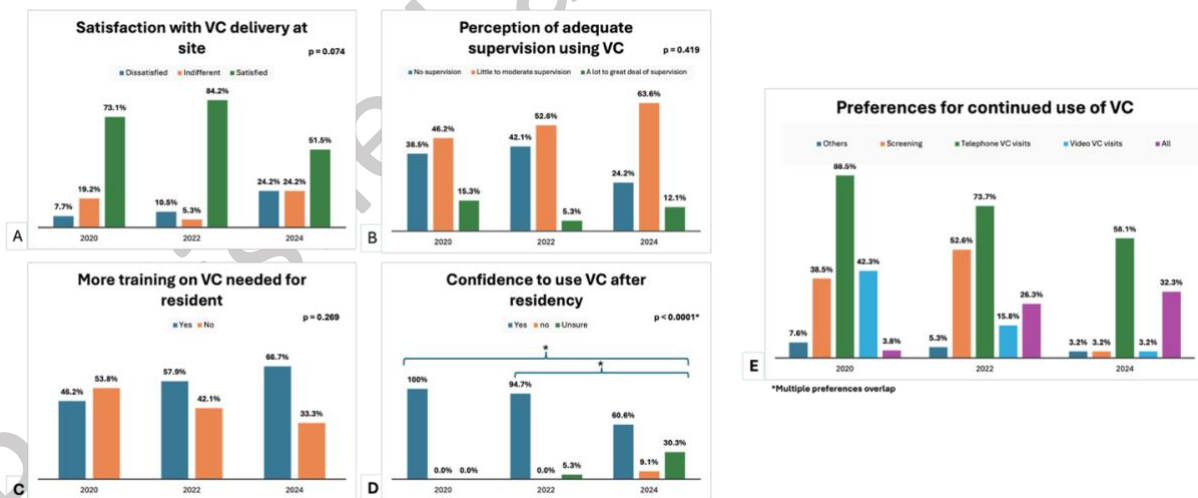 Satisfaction with VC delivery at
site
p = 0.074
Dissatisfied Indifferent Satisfied
7.7% 19.2% 73.1% 10.5% 5.3% 84.2% 24.2% 24.2% 51.5%
2020 2022 2024
A
Perception of adequate
supervision using VC
p = 0.419
No supervision Little to moderate supervision A lot to great deal of supervision
38.5% 46.2% 15.3% 42.1% 52.6% 5.3% 24.2% 63.6% 12.1%
2020 2022 2024
B
More training on VC needed for
resident
p = 0.269
Yes No
46.2% 53.8% 57.9% 42.1% 66.7% 33.3%
2020 2022 2024
C
Confidence to use VC after
residency
p < 0.0001*
Yes no Unsure
*
*
100% 0.0% 0.0% 94.7% 0.0% 5.3% 60.6% 9.1% 30.3%
2020 2022 2024
D
Preferences for continued use of VC
Others Screening Telephone VC visits Video VC visits All
7.6% 38.5% 88.5% 42.3% 3.8% 5.3% 52.6% 73.7% 15.8% 26.3% 3.2% 3.2% 58.1% 3.2% 32.3%
2020 2022 2024
E
*Multiple preferences overlap